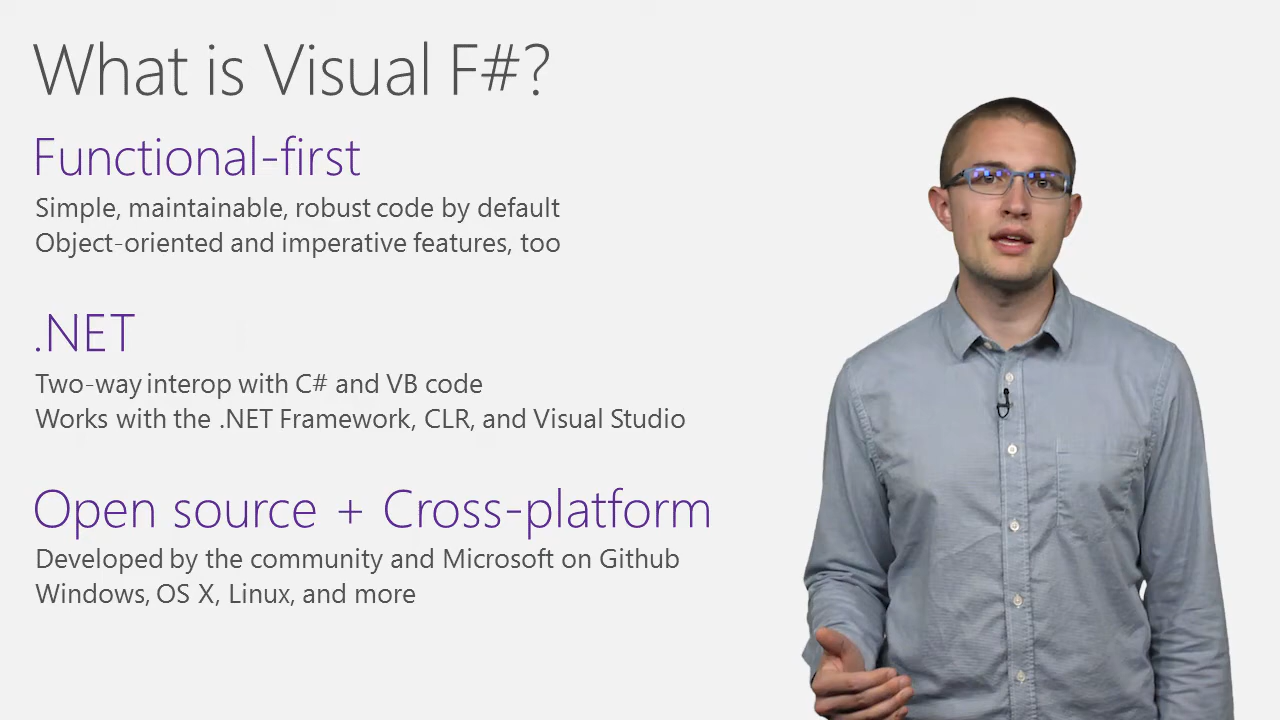 What is Visual F#?
Functional-first
Simple, maintainable, robust code by default
Object-oriented and imperative features, too
.NET
Two-way interop with C# and VB code
Works with the .NET Framework, CLR, and Visual Studio
Open source + Cross-platform
Developed by the community and Microsoft on Github
Windows, OS X, Linux, and more